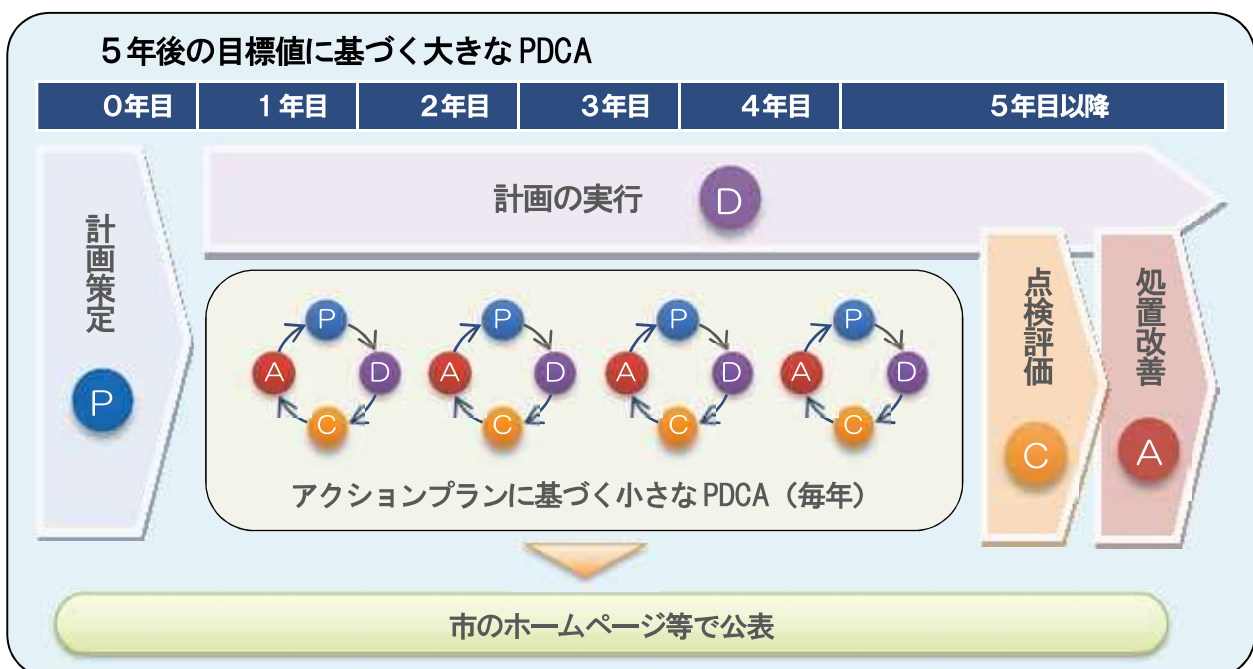 5年後の目標値に基づく大きなPDCA
0年目 1年目 2年目 3年目 4年目 5年目以降
計画の実行 D
計画策定
P
P
A D
C
P
A D
C
P
A D
C
P
A D
C
アクションプランに基づく小さなPDCA（毎年）
点検評価
C
処置改善
A
市のホームページ等で公表